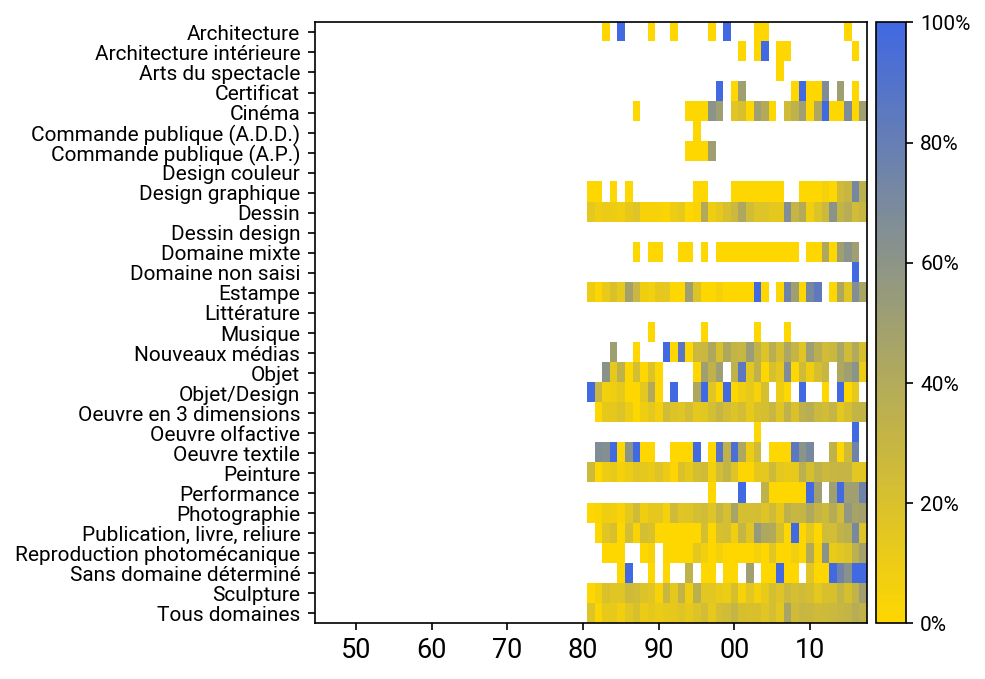 Architecture
Architecture intérieure
Arts du spectacle
Certificat
Cinéma
Commande publique (A.D.D.)
Commande publique (A.P.)
Design couleur
Design graphique
Dessin
Dessin design
Domaine mixte
Domaine non saisi
Estampe
Littérature
Musique
Nouveaux médias
Objet
Objet/Design
Oeuvre en 3 dimensions
Oeuvre olfactive
Oeuvre textile
Peinture
Performance
Photographie
Publication, livre, reliure
Reproduction photomécanique
Sans domaine déterminé
Sculpture
Tous domaines
50 60 70 80 90 00 10
100%
80%
60%
40%
20%
0%